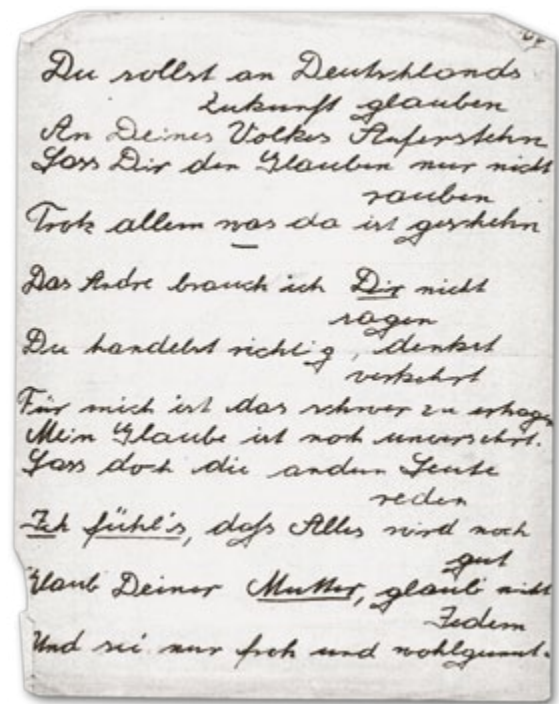 Du sollst an Deutschlands
Zukunft glauben
An Deines Volkes Auferstehn
Lass Dir den Glauben nur nicht
rauben
Trotz allem was da ist geschehn
Das Andre brauch ich Dir nicht
sagen
Du handelst richtig, denkst
verkehrt
Für mich ist das schwer zu ertragen
Mein Glaube ist noch unversehrt.
Lass doch die andern Leute
reden
Ich fühl's, daß Alles wird noch
gut
Glaub Deiner Mutter, glaub nicht
Jedem
Und sei nur froh und wohlgemut.